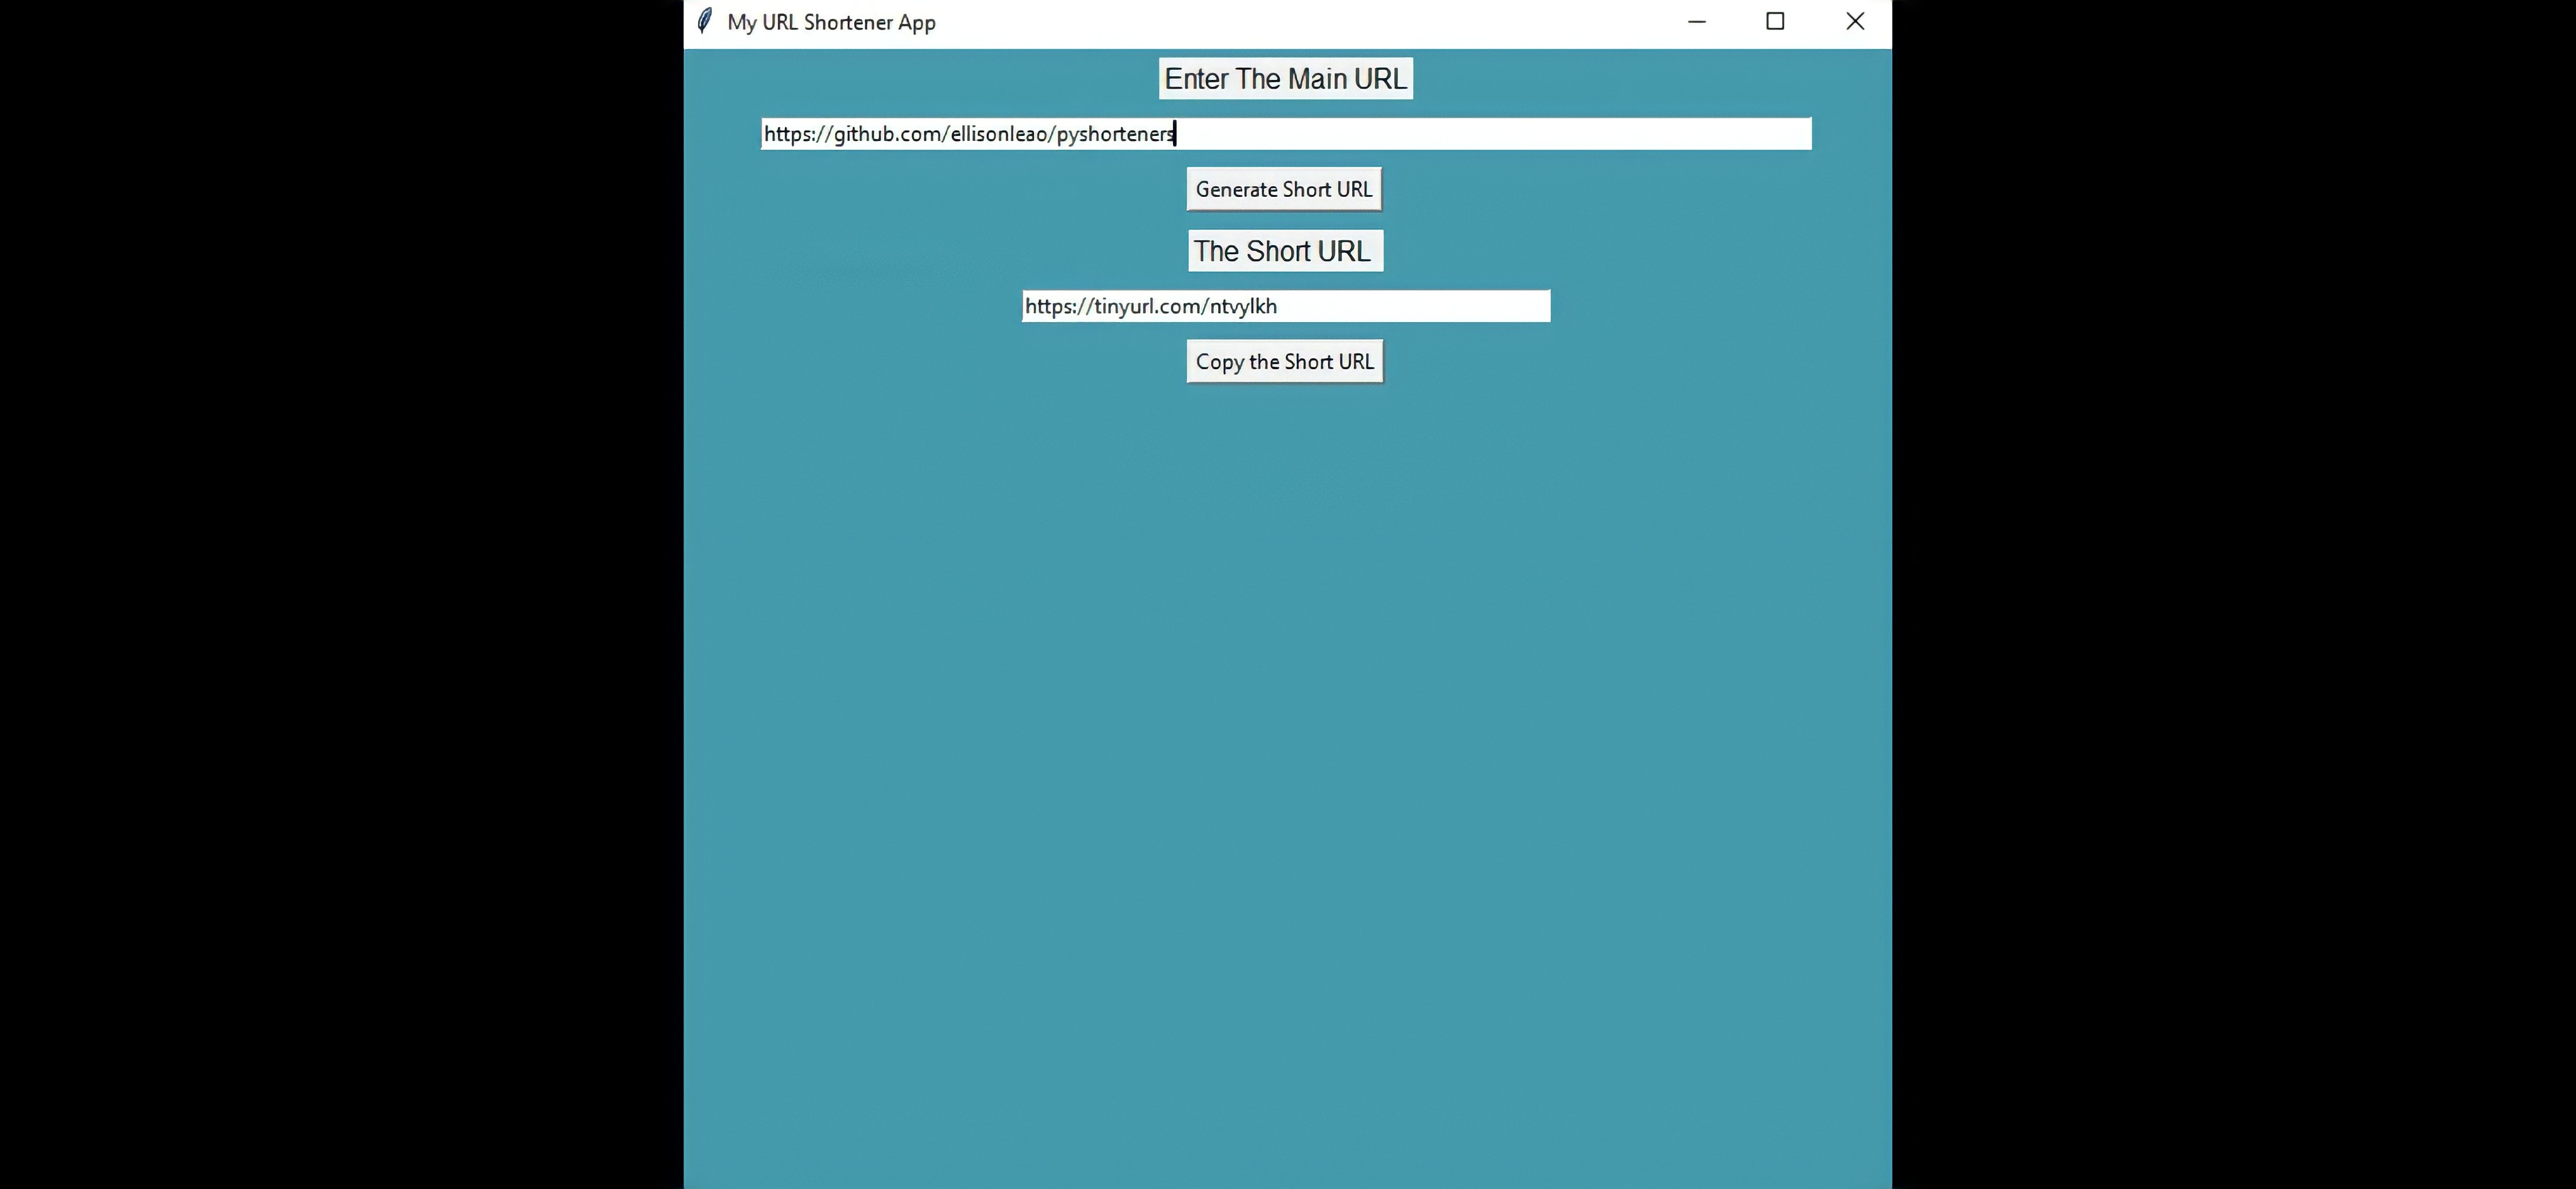 My URL Shortener App
Enter The Main URL
https://github.com/ellisonleao/pyshorteners
Generate Short URL
The Short URL
https://tinyurl.com/ntvylkh
Copy the Short URL